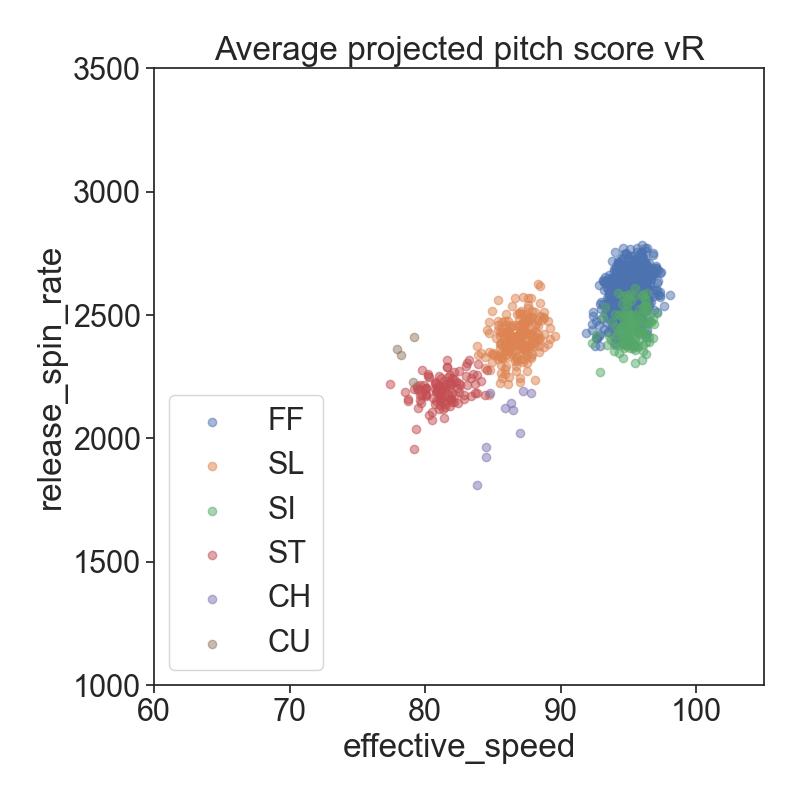 Average projected pitch score vR
3500
3000
2500
2000
1500
1000
release_spin_rate
FF
SL
SI
ST
CH
CU
60 70 80 90 100
effective_speed